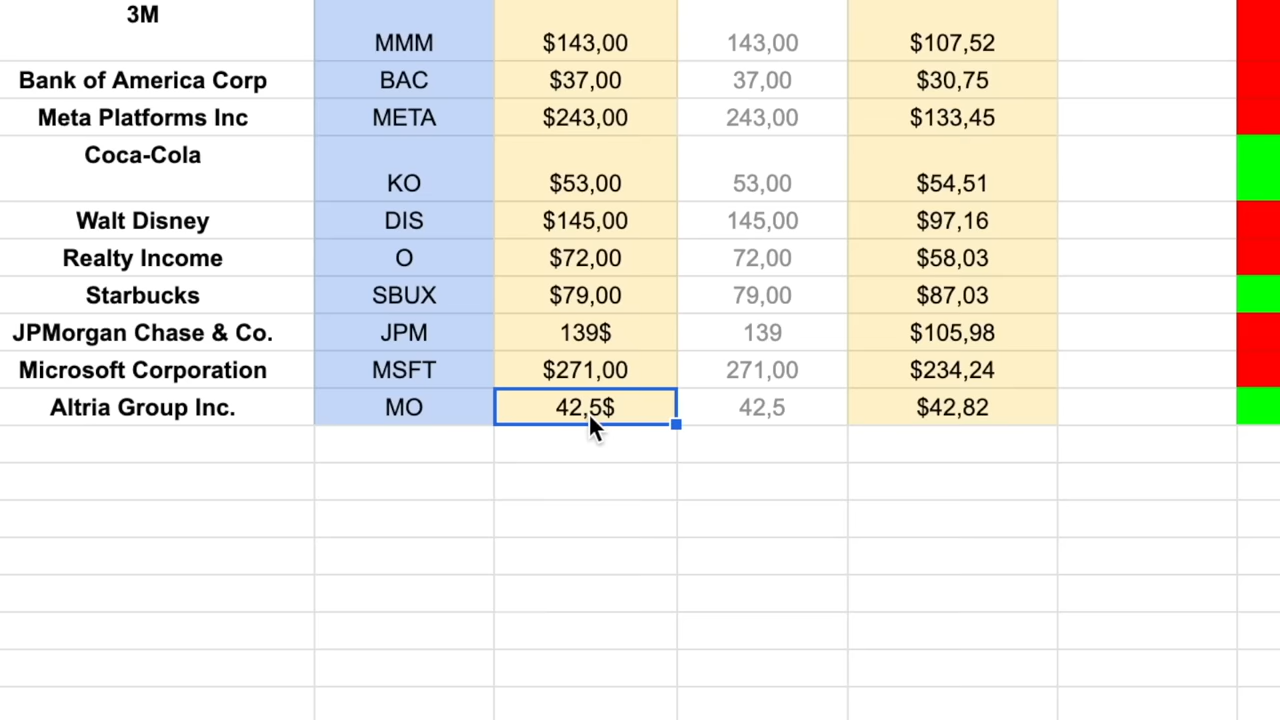 3M
MMM $143,00 143,00 $107,52
Bank of America Corp BAC $37,00 37,00 $30,75
Meta Platforms Inc META $243,00 243,00 $133,45
Coca-Cola
KO $53,00 53,00 $54,51
Walt Disney DIS $145,00 145,00 $97,16
Realty Income O $72,00 72,00 $58,03
Starbucks SBUX $79,00 79,00 $87,03
JPMorgan Chase & Co. JPM 139$ 139 $105,98
Microsoft Corporation MSFT $271,00 271,00 $234,24
Altria Group Inc. MO 42,5$ 42,5 $42,82